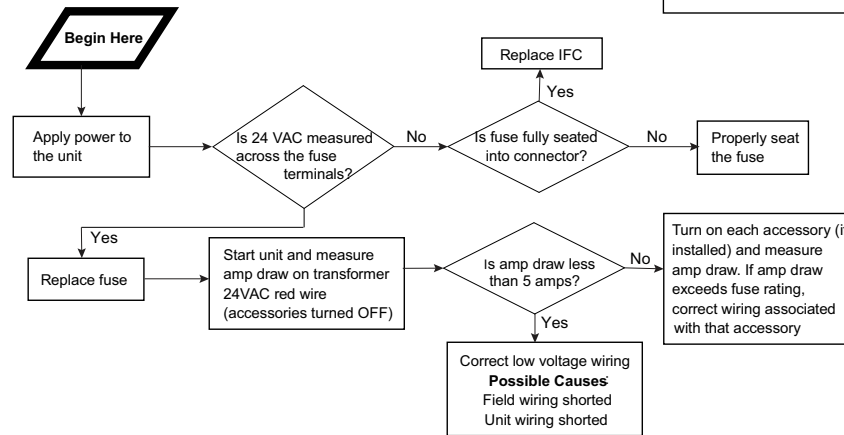 Begin Here
Apply power to
the unit
Is 24 VAC measured
across the fuse
terminals?
No
Is fuse fully seated
into connector?
Yes
Replace IFC
No
Properly seat
the fuse
Yes
Replace fuse
Start unit and measure
amp draw on transformer
24VAC red wire
(accessories turned OFF)
Is amp draw less
than 5 amps?
No
Turn on each accessory (i
installed) and measure
amp draw. If amp draw
exceeds fuse rating,
correct wiring associated
with that accessory
Yes
Correct low voltage wiring
Possible Causes:
Field wiring shorted
Unit wiring shorted